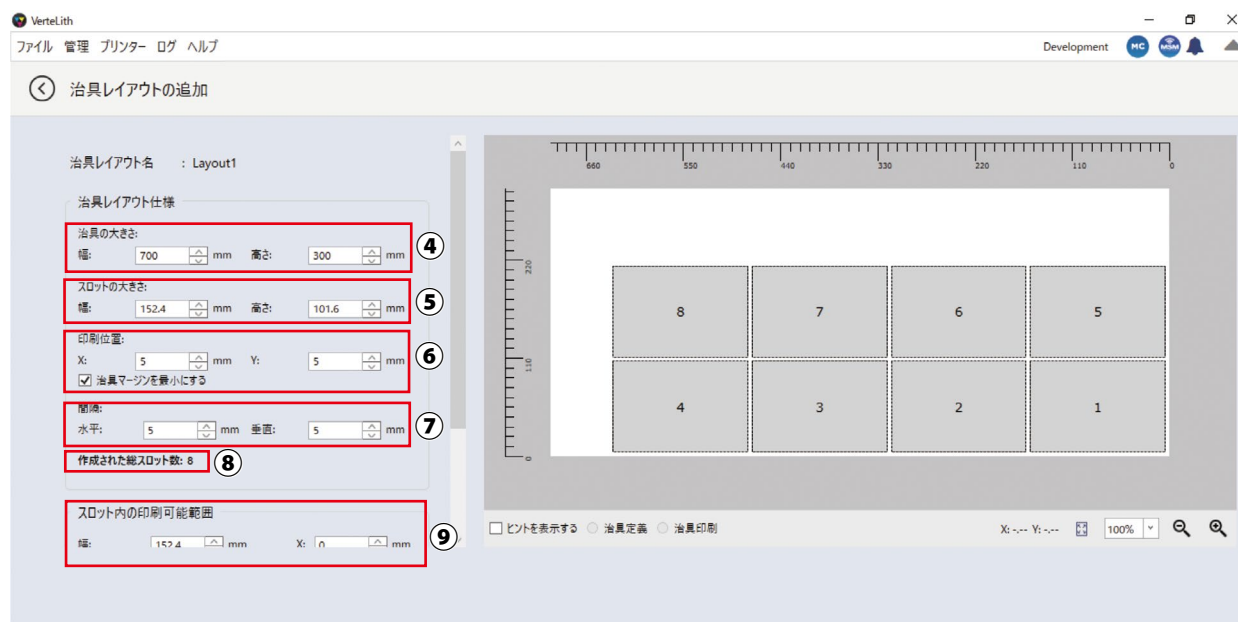 VerteLith
ファイル 管理 プリンター ログ ヘルプ
Development MC MSM
治具レイアウトの追加
治具レイアウト名 : Layout1
治具レイアウト仕様
治具の大きさ:
幅: 700 mm 高さ: 300 mm ④
スロットの大きさ:
幅: 152.4 mm 高さ: 101.6 mm ⑤
印刷位置:
X: 5 mm Y: 5 mm ⑥
治具マージンを最小にする
間隔:
水平: 5 mm 垂直: 5 mm ⑦
作成された総スロット数: 8 ⑧
スロット内の印刷可能範囲
幅: 152.4 mm X: 0 mm ⑨
660 550 440 330 220 110 0
220
110
0
8 7 6 5
4 3 2 1
ヒントを表示する 治具定義 治具印刷
X: -.-- Y: -.-- 100%